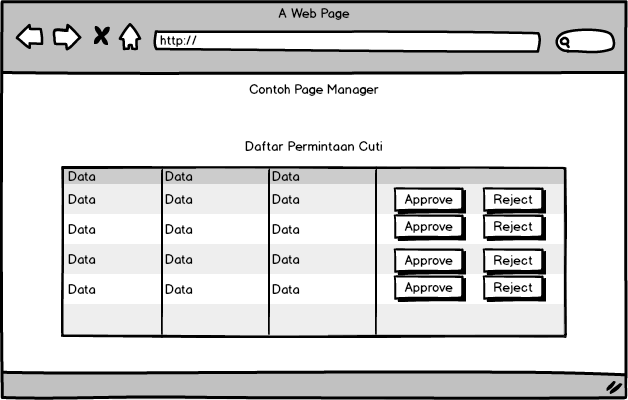 A Web Page
http://
Contoh Page Manager
Daftar Permintaan Cuti
Data Data Data
Data Data Data Approve Reject
Data Data Data Approve Reject
Data Data Data Approve Reject
Data Data Data Approve Reject